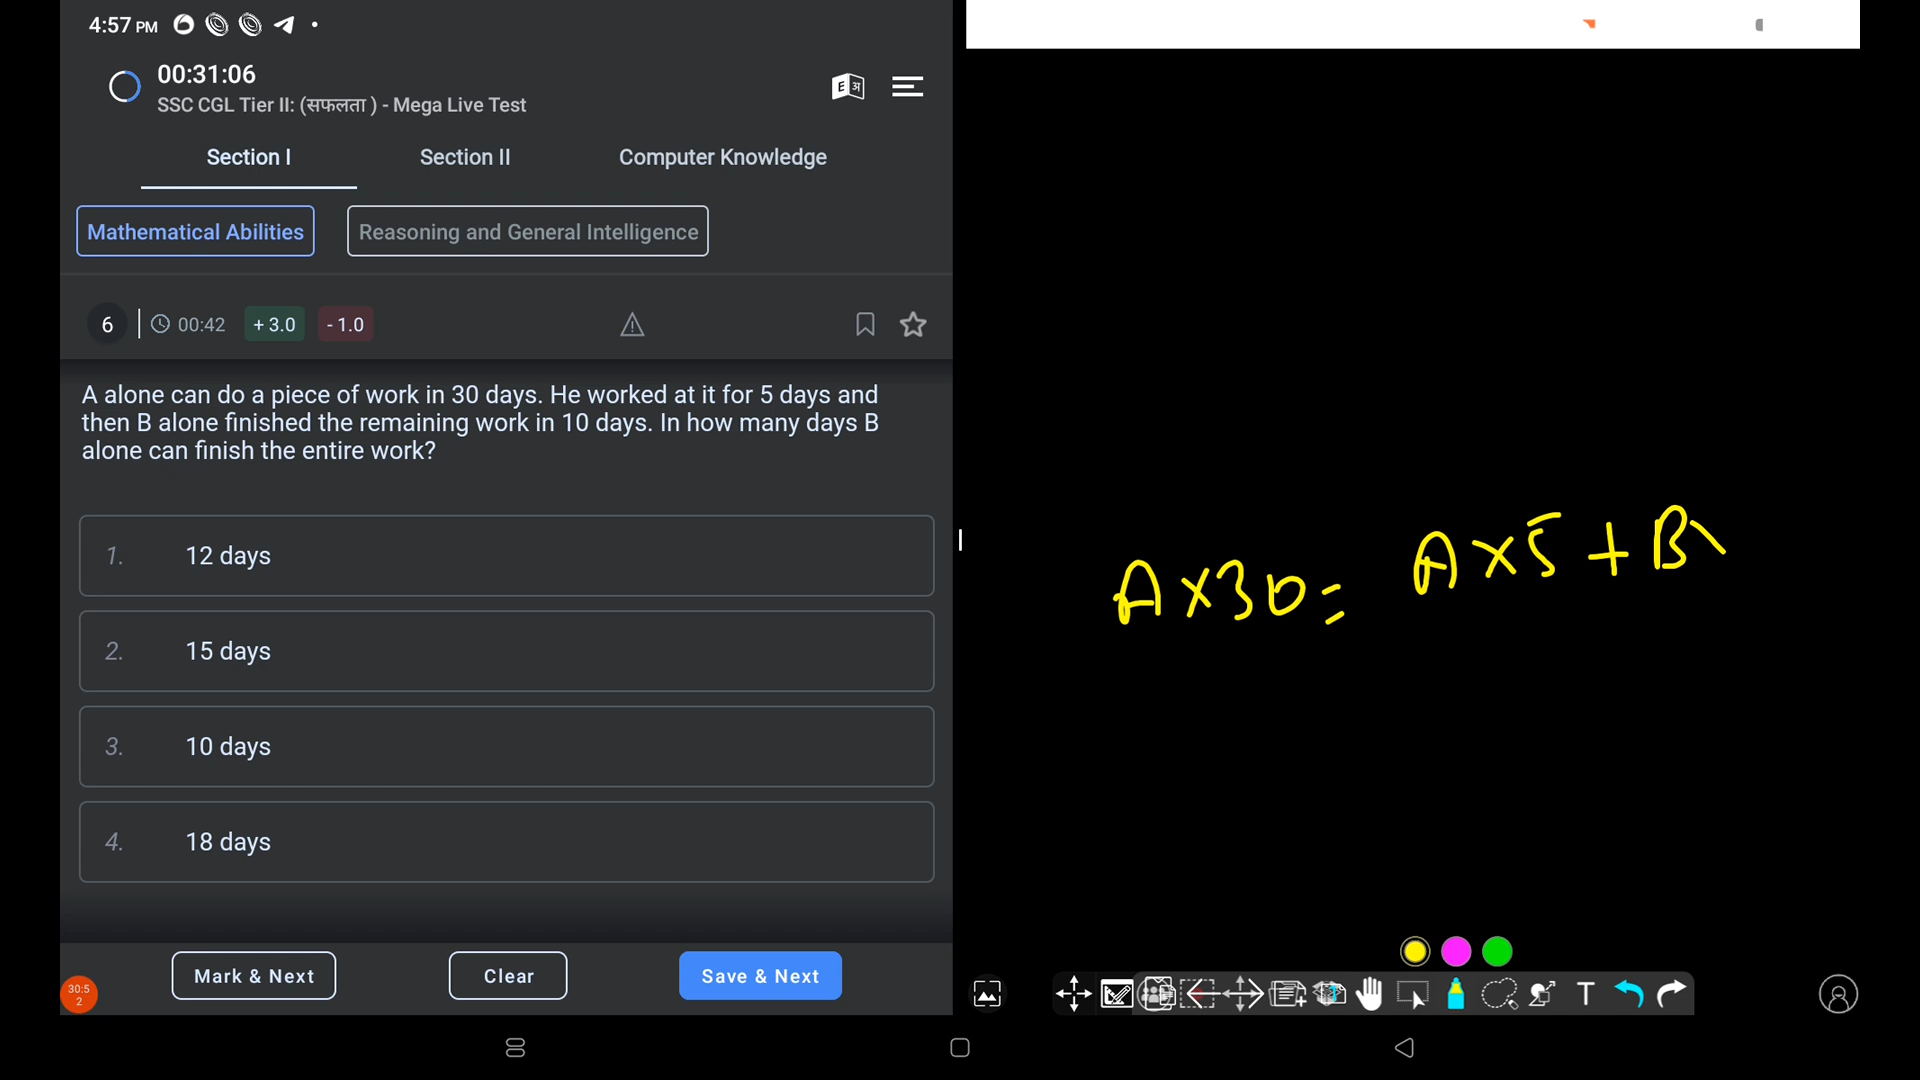 4:57 PM
00:31:06
SSC CGL Tier II: (सफलता ) - Mega Live Test
E अ
Section I Section II Computer Knowledge
Mathematical Abilities Reasoning and General Intelligence
6 00:42 + 3.0 - 1.0
A alone can do a piece of work in 30 days. He worked at it for 5 days and
then B alone finished the remaining work in 10 days. In how many days B
alone can finish the entire work?
1. 12 days
2. 15 days
3. 10 days
4. 18 days
Mark & Next Clear Save & Next
30:5
2
A×30= A×5+B
T